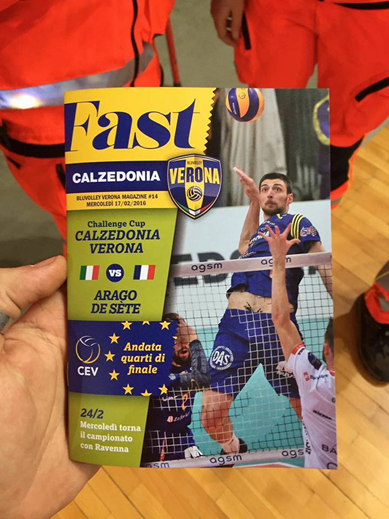 Fast
CALZEDONIA
BLUVOLLEY
VERONA
BLUVOLLEY VERONA MAGAZINE #14
MERCOLEDÌ 17/02/2016
Challenge Cup
CALZEDONIA
VERONA
VS
ARAGO
DE SÈTE
CEV
Andata
quarti di
finale
24/2
Mercoledì torna
il campionato
con Ravenna
agsm
agsm
DAS
agsm
agsm